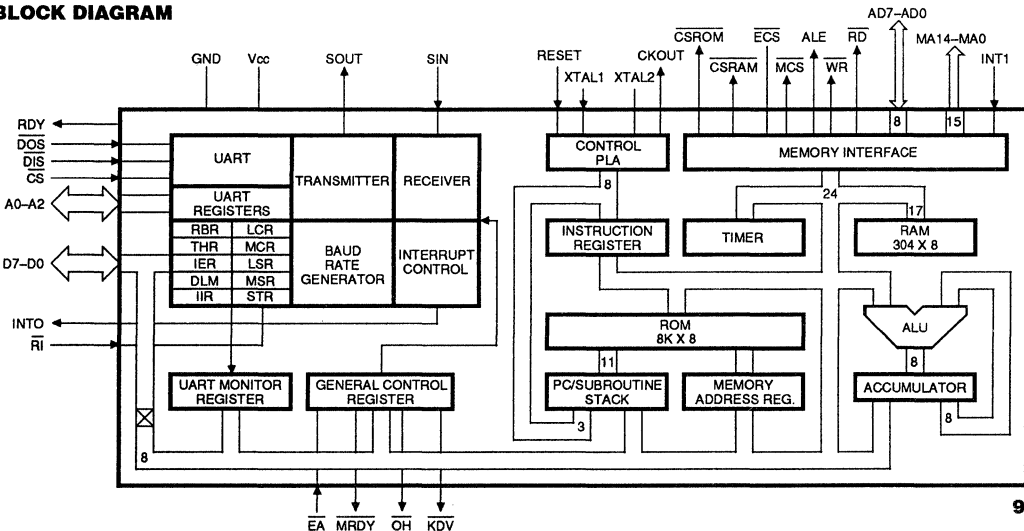 BLOCK DIAGRAM
GND
Vcc
SOUT
SIN
RESET
XTAL1
XTAL2
CKOUT
CSROM
CSRAM
ECS
MCS
ALE
WR
RD
AD7–AD0
MA14–MA0
INT1
RDY
DOS
DIS
CS
A0–A2
D7–D0
INTO
RI
UART
UART
REGISTERS
RBR LCR
THR MCR
IER LSR
DLM MSR
IIR STR
TRANSMITTER
RECEIVER
BAUD
RATE
GENERATOR
INTERRUPT
CONTROL
UART MONITOR
REGISTER
GENERAL CONTROL
REGISTER
8
EA
MRDY
OH
KDV
CONTROL
PLA
8
INSTRUCTION
REGISTER
8
15
MEMORY INTERFACE
24
17
TIMER
RAM
304 X 8
ROM
8K X 8
11
PC/SUBROUTINE
STACK
3
MEMORY
ADDRESS REG.
ALU
8
ACCUMULATOR
8
9